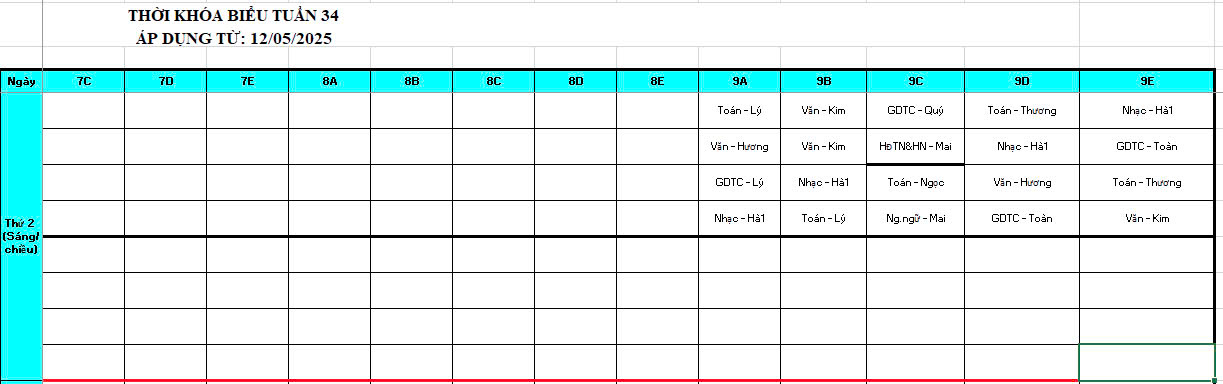 THỜI KHÓA BIỂU TUẦN 34
ÁP DỤNG TỪ: 12/05/2025
Ngày 7C 7D 7E 8A 8B 8C 8D 8E 9A 9B 9C 9D 9E
Toán - Lý Văn - Kim GDTC - Quý Toán - Thương Nhạc - Hà1
Văn - Hương Văn - Kim HĐTN&HN - Mai Nhạc - Hà1 GDTC - Toàn
GDTC - Lý Nhạc - Hà1 Toán - Ngọc Văn - Hương Toán - Thương
Nhạc - Hà1 Toán - Lý Ng.ngữ - Mai GDTC - Toàn Văn - Kim
Thứ 2
(Sáng/
chiều)